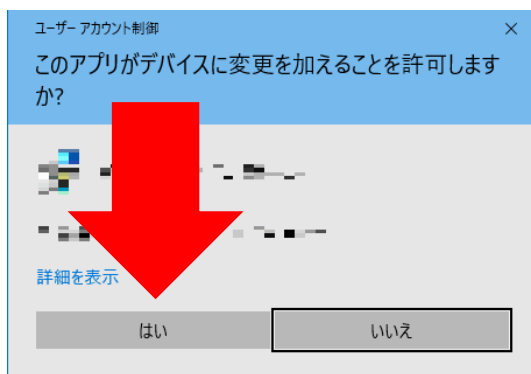 ユーザー アカウント制御
このアプリがデバイスに変更を加えることを許可します
か?
詳細を表示
はい
いいえ